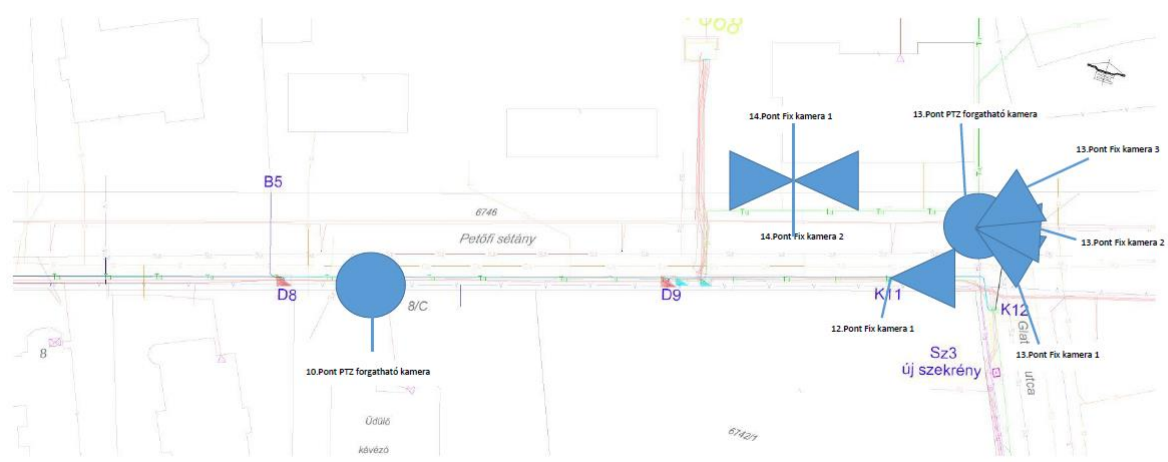 14.Pont Fix kamera 1
13.Pont PTZ forgatható kamera
13.Pont Fix kamera 3
B5
6746
Petőfi sétány
14.Pont Fix kamera 2
13.Pont Fix kamera 2
D8
8/C
D9
K11
K12
12.Pont Fix kamera 1
8
10.Pont PTZ forgatható kamera
Sz3
új szekrény
13.Pont Fix kamera 1
utca
Üdülő
kávézó
6742/1